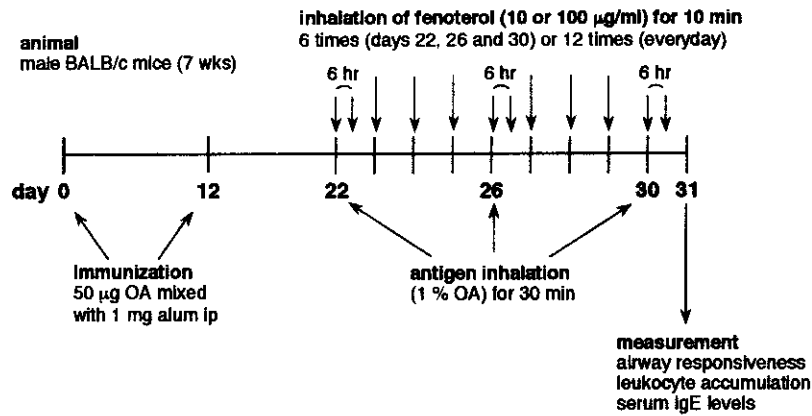 inhalation of fenoterol (10 or 100 µg/ml) for 10 min
6 times (days 22, 26 and 30) or 12 times (everyday)
animal
male BALB/c mice (7 wks)
6 hr 6 hr 6 hr
day 0 12 22 26 30 31
immunization
50 µg OA mixed
with 1 mg alum ip
antigen inhalation
(1 % OA) for 30 min
measurement
airway responsiveness
leukocyte accumulation
serum IgE levels